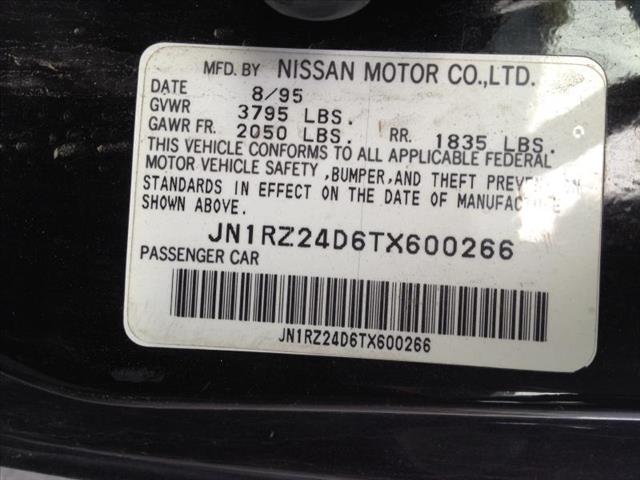 MFD. BY NISSAN MOTOR CO.,LTD.
DATE 8/95
GVWR 3795 LBS.
GAWR FR. 2050 LBS. RR. 1835 LBS.
THIS VEHICLE CONFORMS TO ALL APPLICABLE FEDERAL
MOTOR VEHICLE SAFETY ,BUMPER,AND THEFT PREVENTION
STANDARDS IN EFFECT ON THE DATE OF MANUFACTURE
SHOWN ABOVE.
JN1RZ24D6TX600266
PASSENGER CAR
JN1RZ24D6TX600266